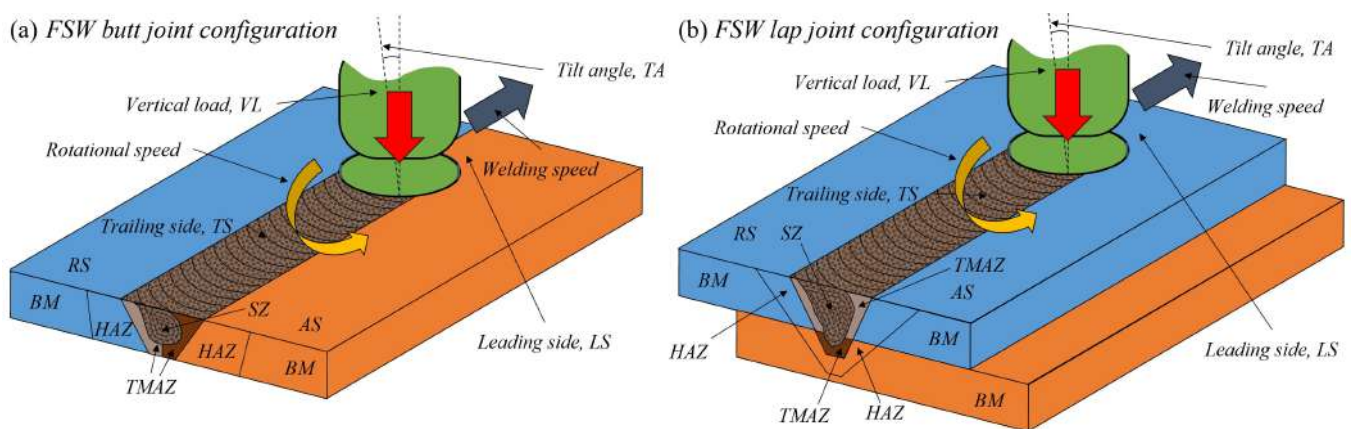 (a) FSW butt joint configuration
Tilt angle, TA
Vertical load, VL
Rotational speed
Welding speed
Trailing side, TS
RS
BM
HAZ
SZ
AS
HAZ
BM
TMAZ
Leading side, LS
(b) FSW lap joint configuration
Tilt angle, TA
Vertical load, VL
Welding speed
Rotational speed
Trailing side, TS
RS
SZ
TMAZ
BM
AS
HAZ
BM
Leading side, LS
TMAZ
HAZ
BM